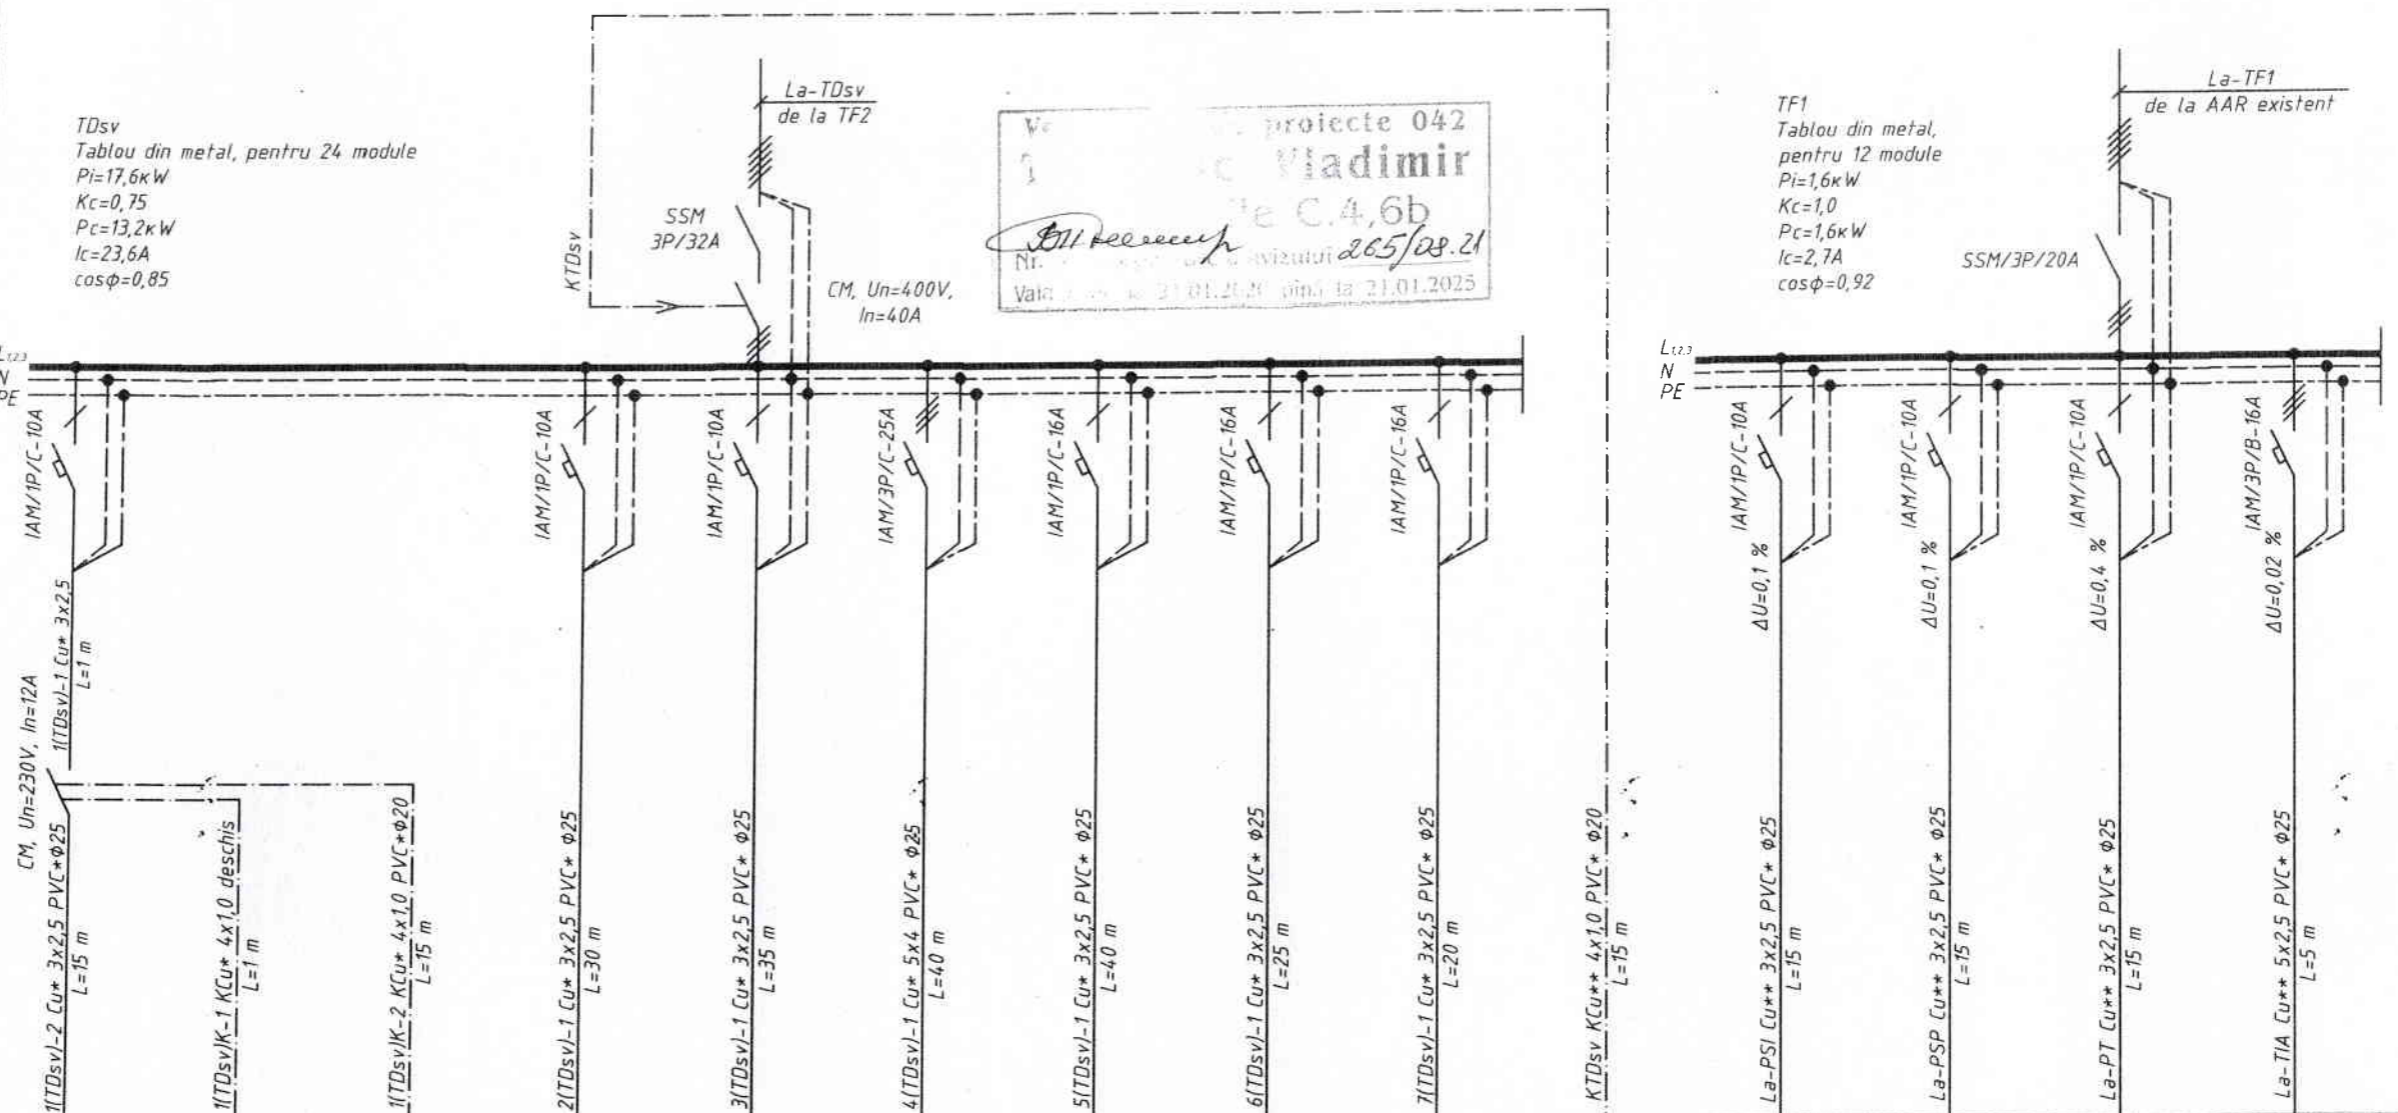 TDsv
Tablou din metal, pentru 24 module
Pi=17,6кW
Kc=0,75
Pc=13,2кW
Ic=23,6A
cosϕ=0,85
La-TDsv
de la TF2
SSM
3P/32A
KTDsv
CM, Un=400V,
In=40A
proiecte 042
Vladimir
C.4,6b
Nr. avizului 265/08.21
31.01.2020 pînă la 21.01.2025
TF1
Tablou din metal,
pentru 12 module
Pi=1,6кW
Kc=1,0
Pc=1,6кW
Ic=2,7A
cosϕ=0,92
La-TF1
de la AAR existent
SSM/3P/20A
L1,2,3
N
PE
IAM/1P/C-10A
IAM/1P/C-10A
IAM/1P/C-10A
IAM/3P/C-25A
IAM/1P/C-16A
IAM/1P/C-16A
IAM/1P/C-16A
L1,2,3
N
PE
IAM/1P/C-10A
IAM/1P/C-10A
IAM/1P/C-10A
IAM/3P/B-16A
ΔU=0,1 %
ΔU=0,1 %
ΔU=0,4 %
ΔU=0,02 %
1(TDsv)-1 Cu* 3x2,5
L=1 m
CM, Un=230V, In=12A
1(TDsv)-2 Cu* 3x2,5 PVC*ϕ25
L=15 m
1(TDsv)K-1 KCu* 4x1,0 deschis
L=1 m
1(TDsv)K-2 KCu* 4x1,0 PVC*ϕ20
L=15 m
2(TDsv)-1 Cu* 3x2,5 PVC* ϕ25
L=30 m
3(TDsv)-1 Cu* 3x2,5 PVC* ϕ25
L=35 m
4(TDsv)-1 Cu* 5x4 PVC* ϕ25
L=40 m
5(TDsv)-1 Cu* 3x2,5 PVC* ϕ25
L=40 m
6(TDsv)-1 Cu* 3x2,5 PVC* ϕ25
L=25 m
7(TDsv)-1 Cu* 3x2,5 PVC* ϕ25
L=20 m
KTDsv KCu** 4x1,0 PVC* ϕ20
L=15 m
La-PSI Cu** 3x2,5 PVC* ϕ25
L=15 m
La-PSP Cu** 3x2,5 PVC* ϕ25
L=15 m
La-PT Cu** 3x2,5 PVC* ϕ25
L=15 m
La-TIA Cu** 5x2,5 PVC* ϕ25
L=5 m